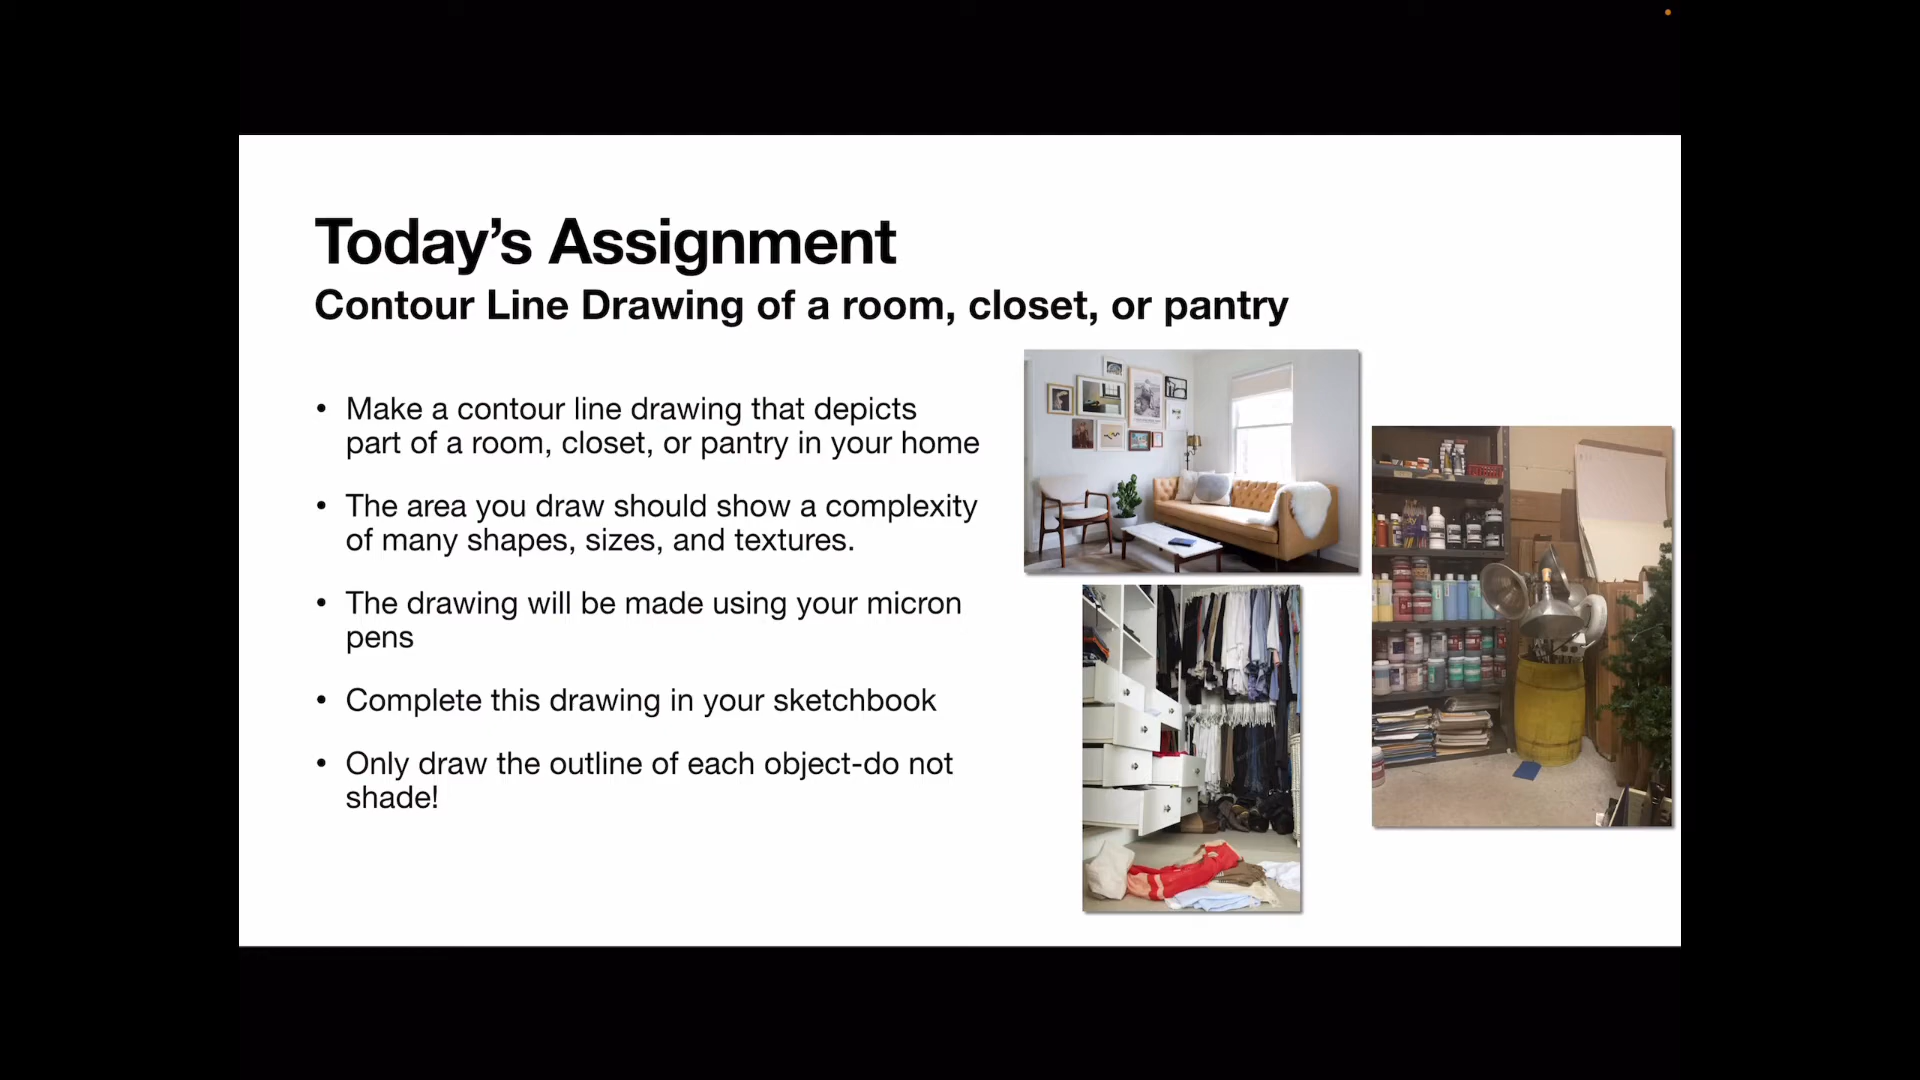 Today’s Assignment
Contour Line Drawing of a room, closet, or pantry
• Make a contour line drawing that depicts
part of a room, closet, or pantry in your home
• The area you draw should show a complexity
of many shapes, sizes, and textures.
• The drawing will be made using your micron
pens
• Complete this drawing in your sketchbook
• Only draw the outline of each object-do not
shade!